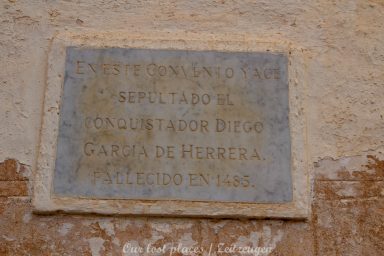 EN ESTE CONVENTO YACE
SEPULTADO EL
CONQUISTADOR DIEGO
GARCIA DE HERRERA.
FALLECIDO EN 1485.
Our lost places / Zeitzeugen